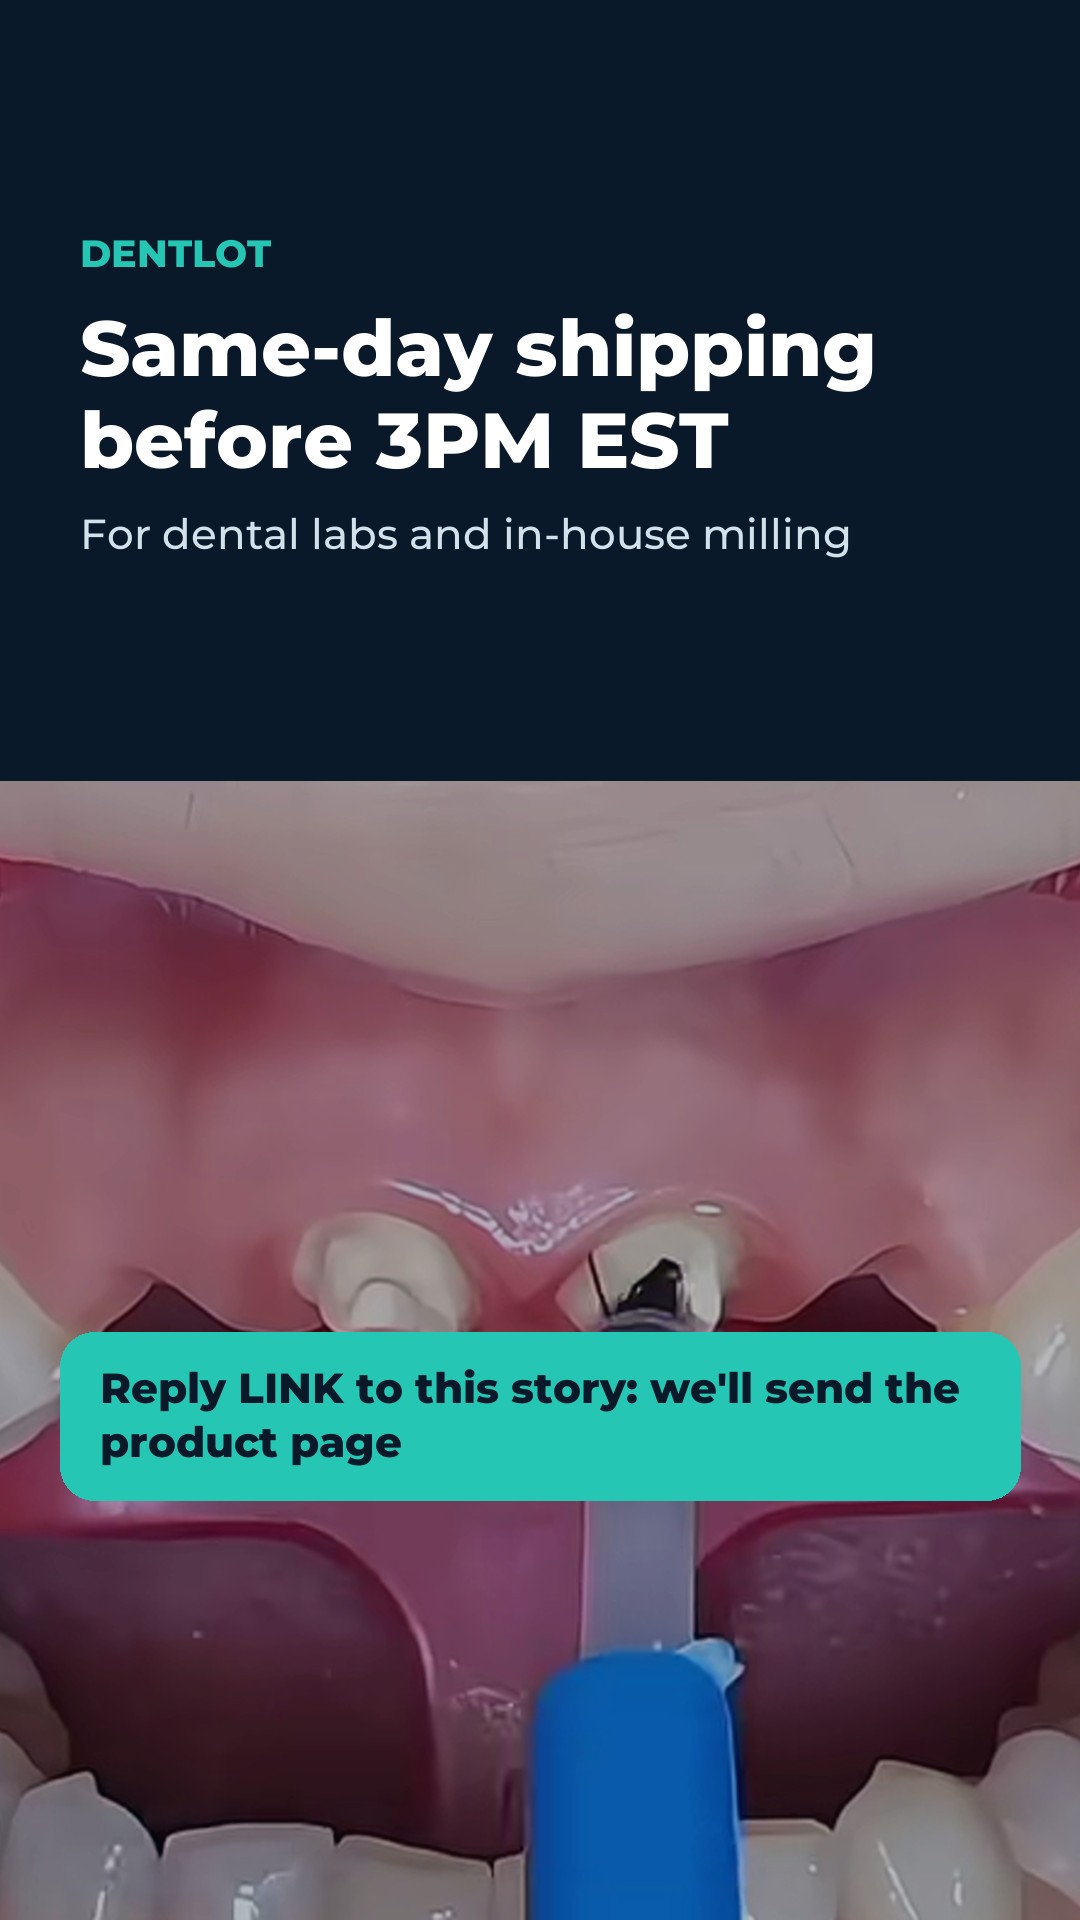 DENTLOT
Same-day shipping
before 3PM EST
For dental labs and in-house milling
Reply LINK to this story: we'll send the
product page